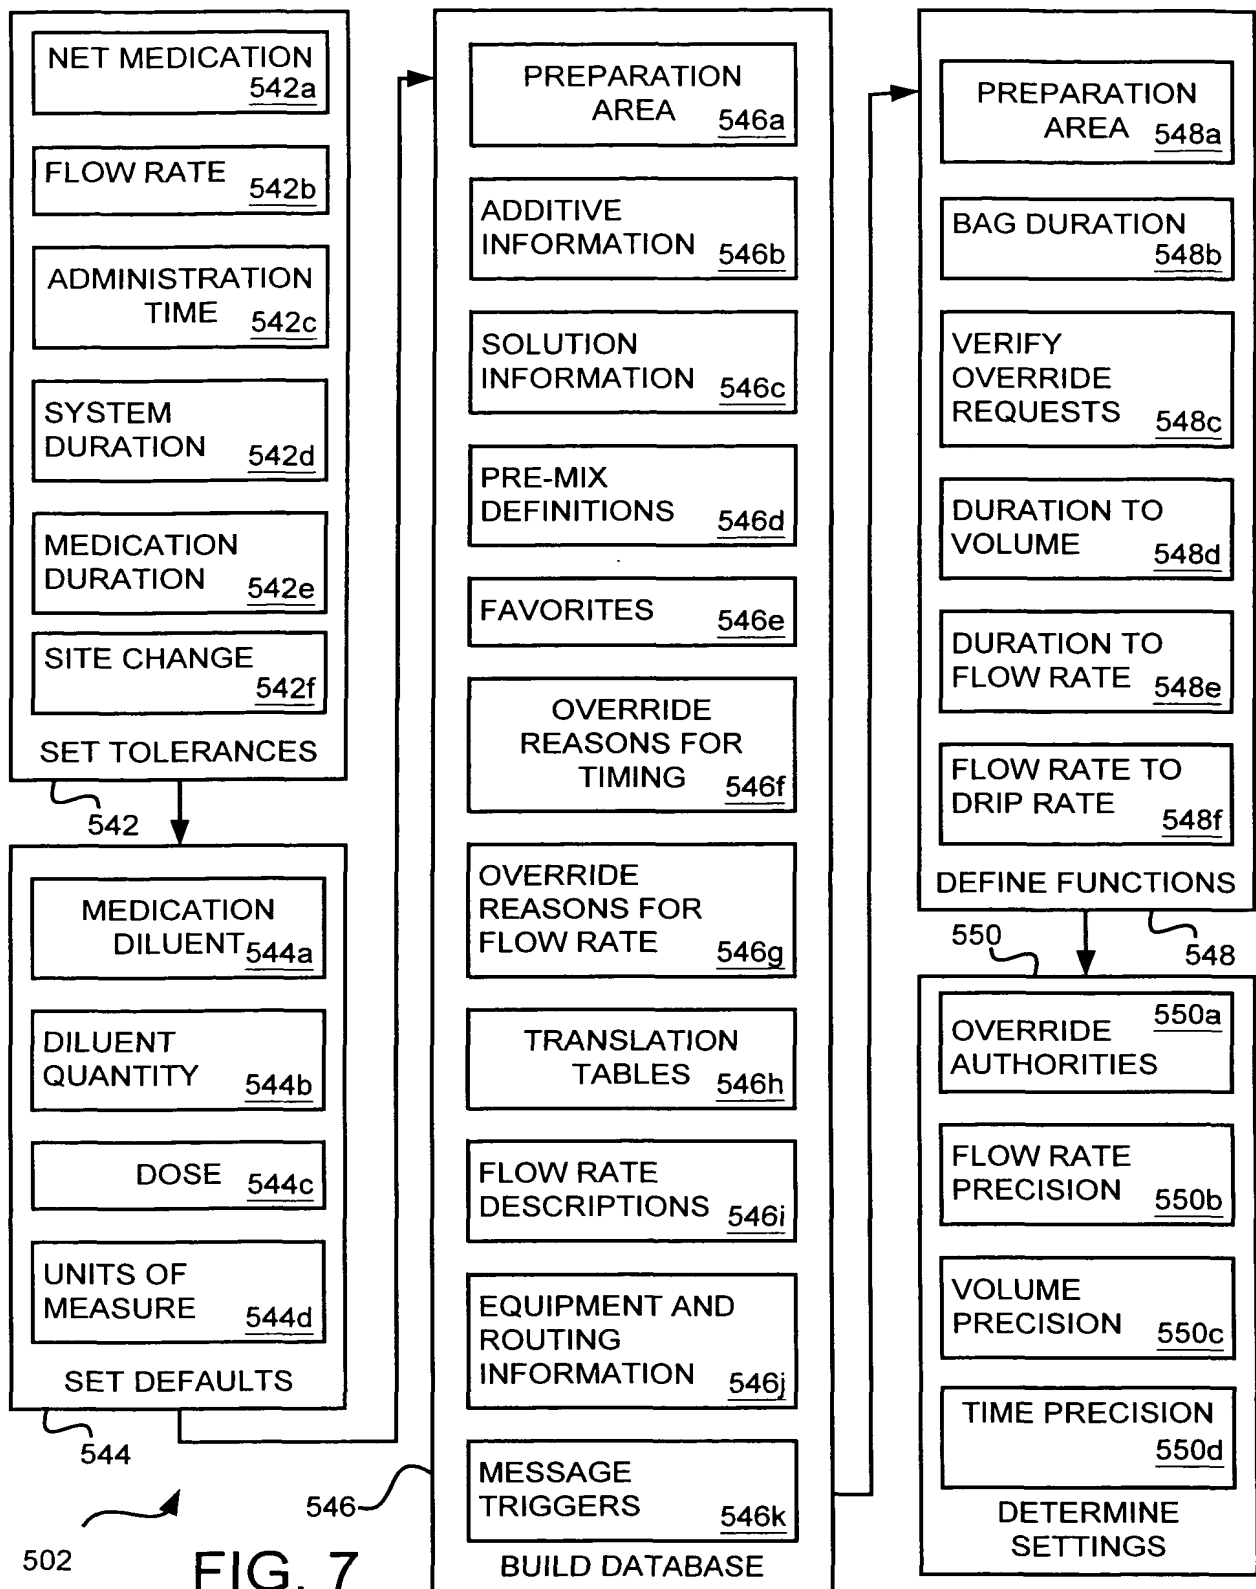 NET MEDICATION
542a
FLOW RATE
542b
ADMINISTRATION
TIME 542c
SYSTEM
DURATION 542d
MEDICATION
DURATION 542e
SITE CHANGE
542f
SET TOLERANCES
542
MEDICATION
DILUENT 544a
DILUENT
QUANTITY 544b
DOSE 544c
UNITS OF
MEASURE 544d
SET DEFAULTS
544
502
FIG. 7
PREPARATION
AREA 546a
ADDITIVE
INFORMATION 546b
SOLUTION
INFORMATION 546c
PRE-MIX
DEFINITIONS 546d
FAVORITES 546e
OVERRIDE
REASONS FOR
TIMING 546f
OVERRIDE
REASONS FOR
FLOW RATE 546g
TRANSLATION
TABLES 546h
FLOW RATE
DESCRIPTIONS 546i
EQUIPMENT AND
ROUTING
INFORMATION 546j
MESSAGE
TRIGGERS 546k
BUILD DATABASE
546
PREPARATION
AREA 548a
BAG DURATION
548b
VERIFY
OVERRIDE
REQUESTS 548c
DURATION TO
VOLUME 548d
DURATION TO
FLOW RATE 548e
FLOW RATE TO
DRIP RATE 548f
DEFINE FUNCTIONS
548
550
550a
OVERRIDE
AUTHORITIES
FLOW RATE
PRECISION 550b
VOLUME
PRECISION 550c
TIME PRECISION
550d
DETERMINE
SETTINGS